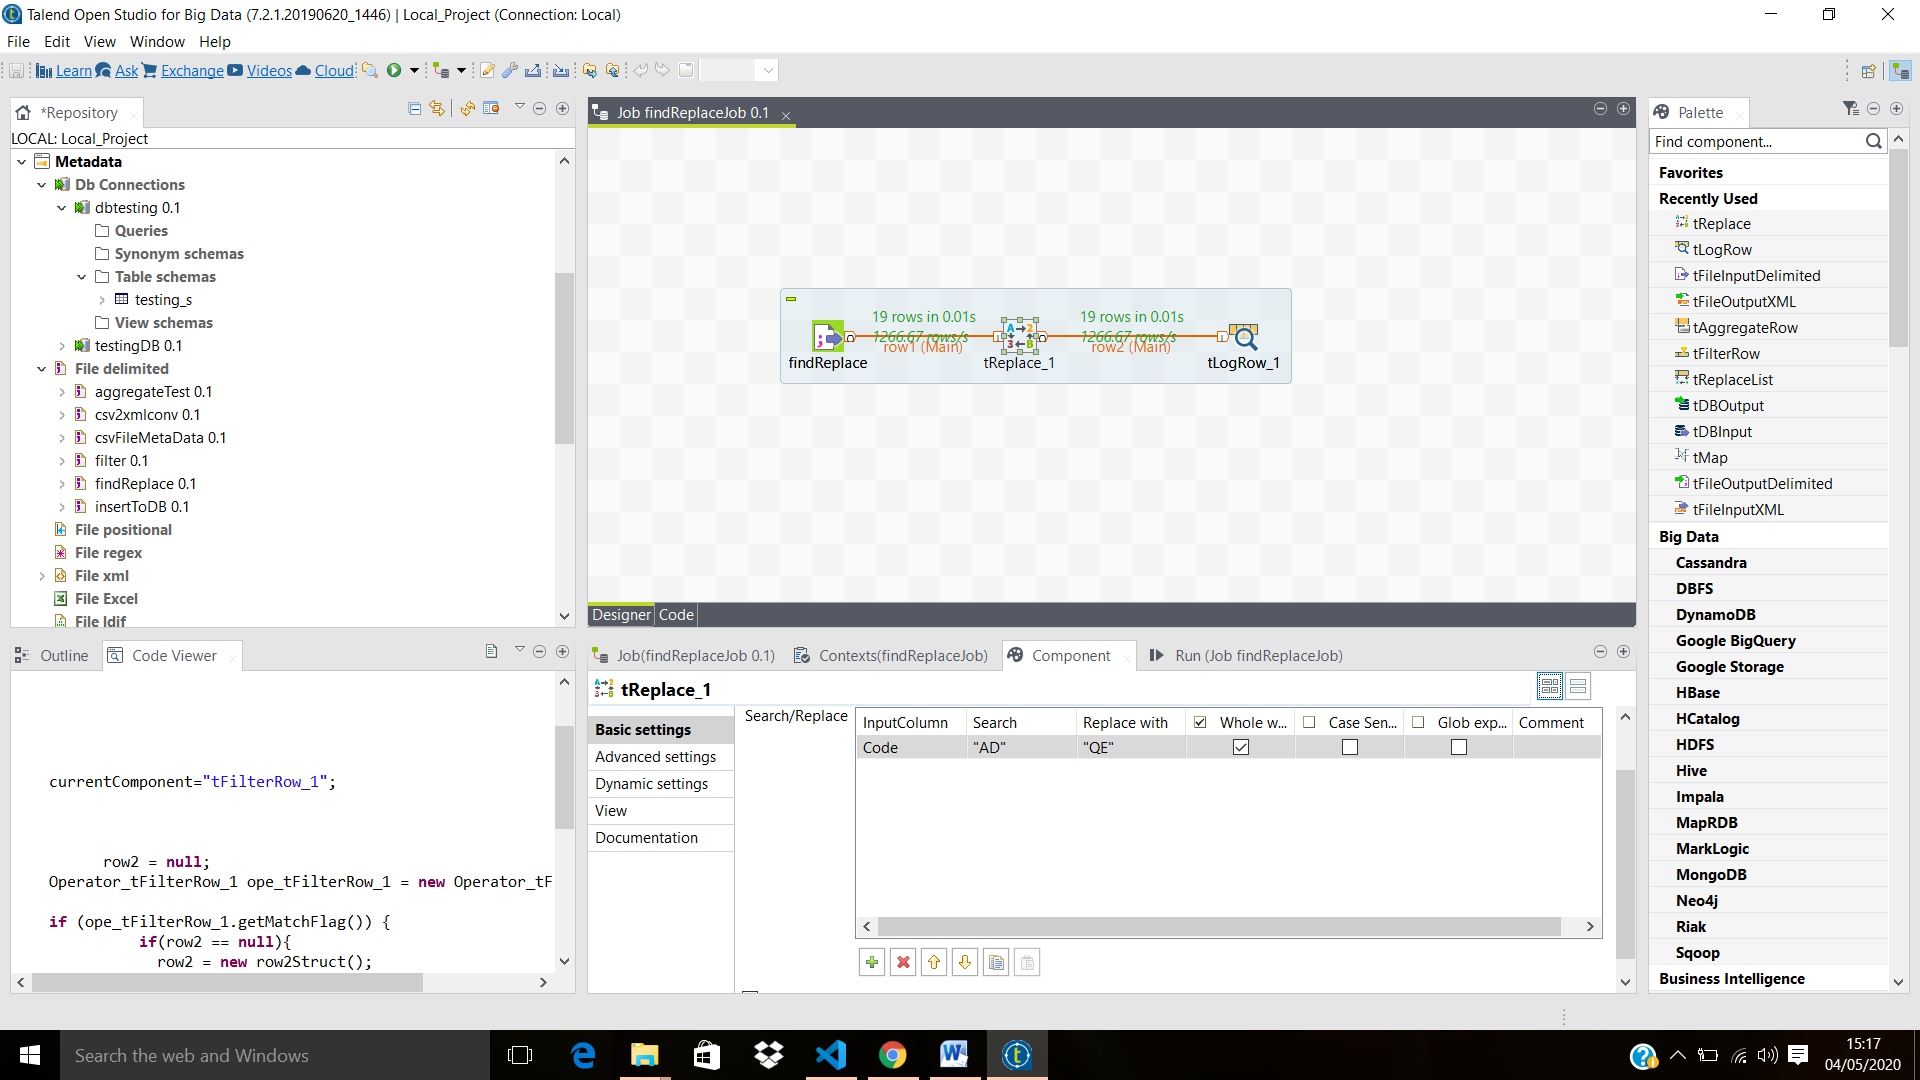 Talend Open Studio for Big Data (7.2.1.20190620_1446) | Local_Project (Connection: Local)
File Edit View Window Help
Learn Ask Exchange Videos Cloud
*Repository
LOCAL: Local_Project
Metadata
Db Connections
dbtesting 0.1
Queries
Synonym schemas
Table schemas
testing_s
View schemas
testingDB 0.1
File delimited
aggregateTest 0.1
csv2xmlconv 0.1
csvFileMetaData 0.1
filter 0.1
findReplace 0.1
insertToDB 0.1
File positional
File regex
File xml
File Excel
File ldif
Job findReplaceJob 0.1
19 rows in 0.01s 19 rows in 0.01s
1266.67 rows/s 1266.67 rows/s
row1 (Main) row2 (Main)
findReplace tReplace_1 tLogRow_1
Designer Code
Palette
Find component...
Favorites
Recently Used
tReplace
tLogRow
tFileInputDelimited
tFileOutputXML
tAggregateRow
tFilterRow
tReplaceList
tDBOutput
tDBInput
tMap
tFileOutputDelimited
tFileInputXML
Big Data
Cassandra
DBFS
DynamoDB
Google BigQuery
Google Storage
HBase
HCatalog
HDFS
Hive
Impala
MapRDB
MarkLogic
MongoDB
Neo4j
Riak
Sqoop
Business Intelligence
Outline Code Viewer
currentComponent="tFilterRow_1";
row2 = null;
Operator_tFilterRow_1 ope_tFilterRow_1 = new Operator_tF
if (ope_tFilterRow_1.getMatchFlag()) {
if(row2 == null){
row2 = new row2Struct();
Job(findReplaceJob 0.1) Contexts(findReplaceJob) Component Run (Job findReplaceJob)
tReplace_1
Basic settings
Advanced settings
Dynamic settings
View
Documentation
Search/Replace
InputColumn Search Replace with Whole w... Case Sen... Glob exp... Comment
Code "AD" "QE"
Search the web and Windows
15:17
04/05/2020